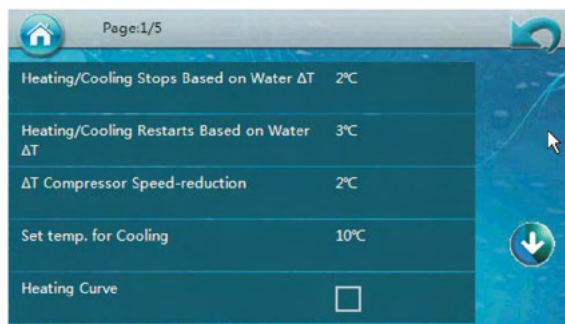 Page:1/5
Heating/Cooling Stops Based on Water ΔT 2℃
Heating/Cooling Restarts Based on Water 3℃
ΔT
ΔT Compressor Speed-reduction 2℃
Set temp. for Cooling 10℃
Heating Curve